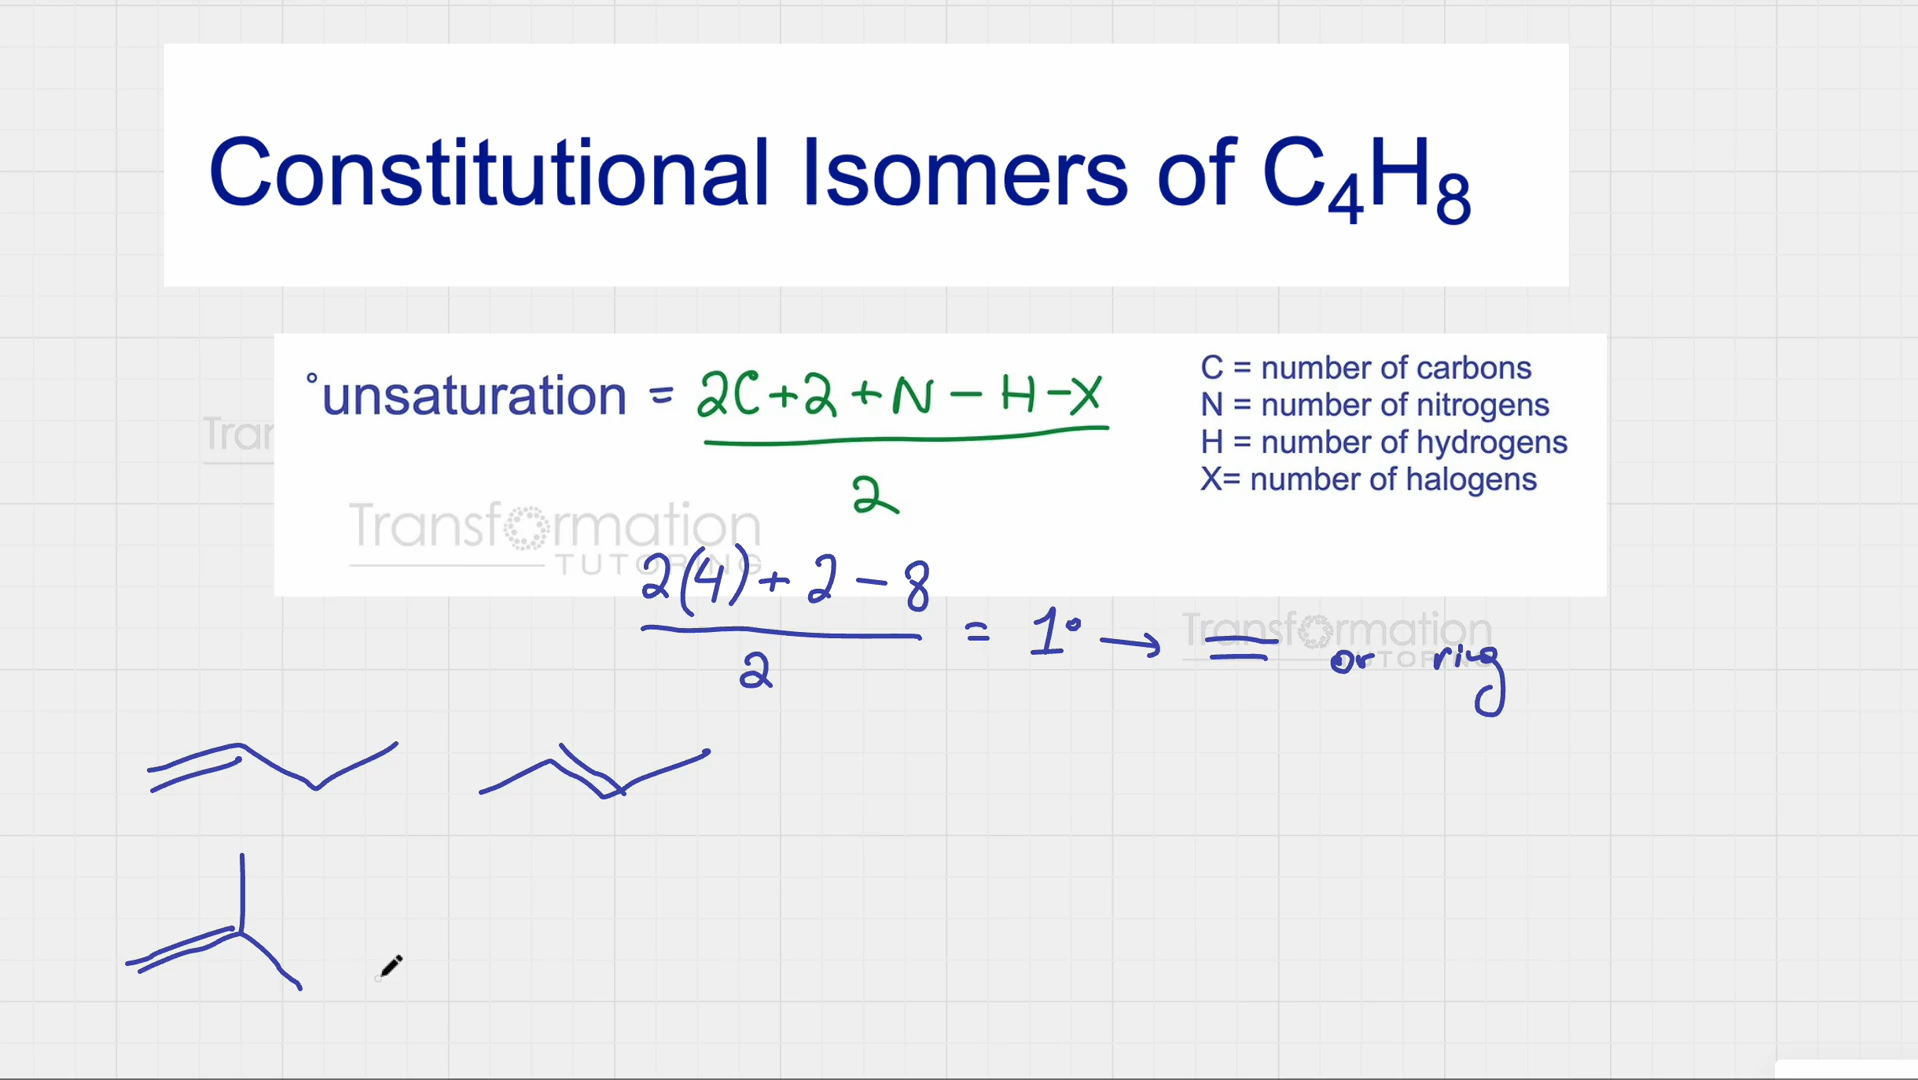 Constitutional Isomers of C₄H₈
°unsaturation = 2C+2+N-H-X
2
C = number of carbons
N = number of nitrogens
H = number of hydrogens
X= number of halogens
Tran
Transformation
TUTORING
2(4)+2-8
2
= 1° → = or ring
Transformation
TUTORING